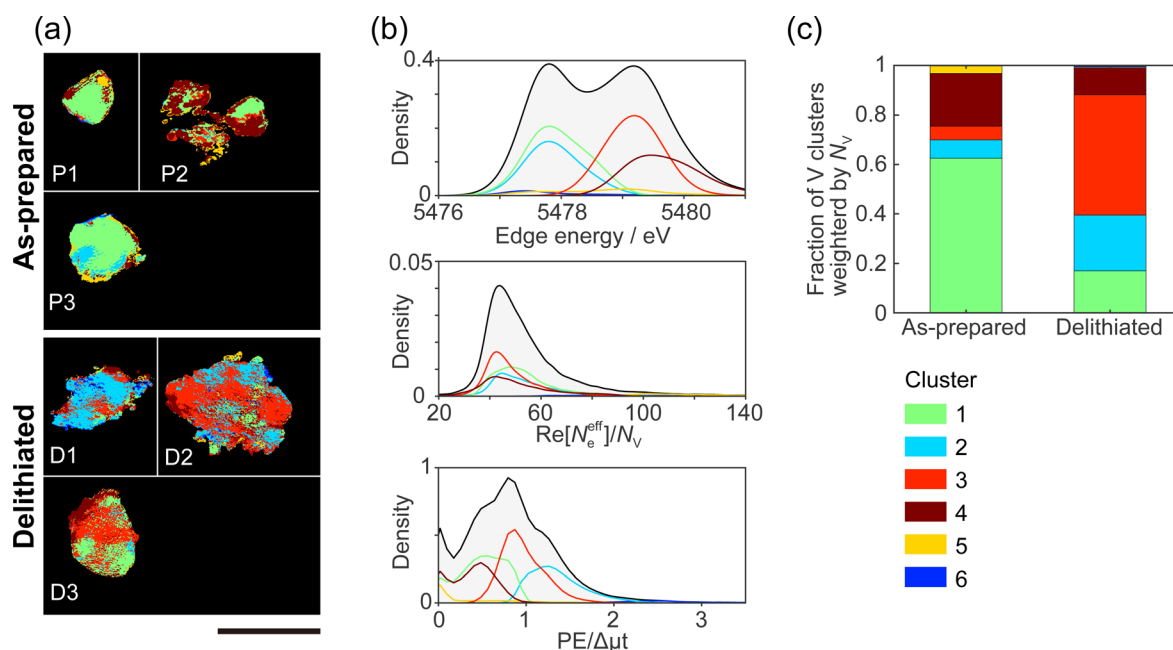 (a)
As-prepared
P1
P2
P3
Delithiated
D1
D2
D3
(b)
0.4
Density
0
5476
5478
5480
Edge energy / eV
0.05
Density
0
20
60
100
140
Re[N_e^eff]/N_V
1
Density
0
0
1
2
3
PE/Δμt
(c)
Fraction of V clusters
weighted by N_V
1
0.8
0.6
0.4
0.2
0
As-prepared
Delithiated
Cluster
1
2
3
4
5
6